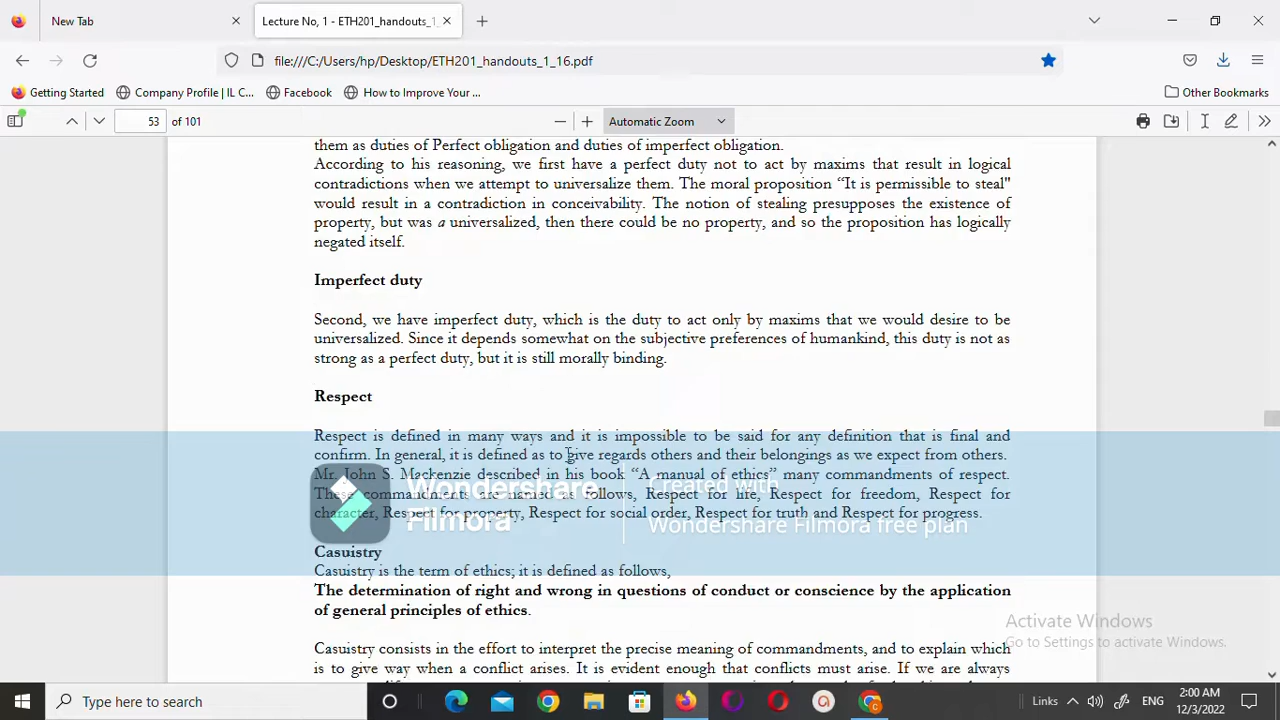 New Tab
Lecture No, 1 - ETH201_handouts_1_
file:///C:/Users/hp/Desktop/ETH201_handouts_1_16.pdf
Getting Started
Company Profile | IL C...
Facebook
How to Improve Your ...
Other Bookmarks
53 of 101
Automatic Zoom
them as duties of Perfect obligation and duties of imperfect obligation.
According to his reasoning, we first have a perfect duty not to act by maxims that result in logical
contradictions when we attempt to universalize them. The moral proposition “It is permissible to steal"
would result in a contradiction in conceivability. The notion of stealing presupposes the existence of
property, but was a universalized, then there could be no property, and so the proposition has logically
negated itself.
Imperfect duty
Second, we have imperfect duty, which is the duty to act only by maxims that we would desire to be
universalized. Since it depends somewhat on the subjective preferences of humankind, this duty is not as
strong as a perfect duty, but it is still morally binding.
Respect
Respect is defined in many ways and it is impossible to be said for any definition that is final and
confirm. In general, it is defined as to give regards others and their belongings as we expect from others.
Mr. John S. Mackenzie described in his book “A manual of ethics” many commandments of respect.
These commandments are named as follows, Respect for life, Respect for freedom, Respect for
character, Respect for property, Respect for social order, Respect for truth and Respect for progress.
Wondershare
Filmora
Created with
Wondershare Filmora free plan
Casuistry
Casuistry is the term of ethics; it is defined as follows,
The determination of right and wrong in questions of conduct or conscience by the application
of general principles of ethics.
Casuistry consists in the effort to interpret the precise meaning of commandments, and to explain which
is to give way when a conflict arises. It is evident enough that conflicts must arise. If we are always
Activate Windows
Go to Settings to activate Windows.
Type here to search
Links
ENG
2:00 AM
12/3/2022